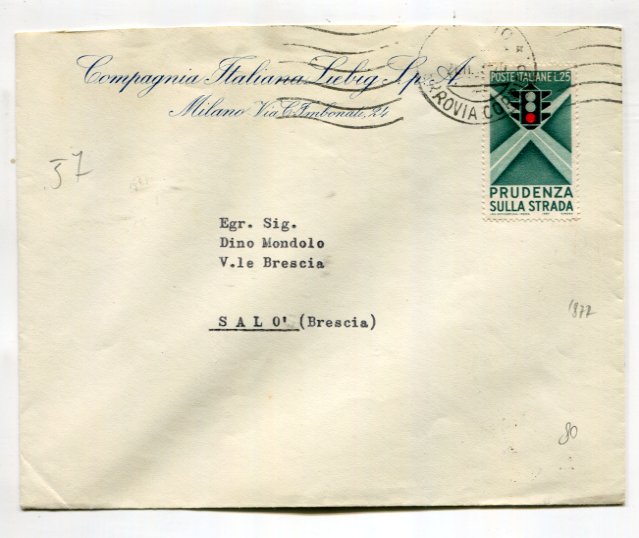 Compagnia Italiana Liebig S.p.A.
Milano Via C. Imbonati, 24
POSTE ITALIANE L.25
PRUDENZA
SULLA STRADA
37
Egr. Sig.
Dino Mondolo
V.le Brescia
S A L O' (Brescia)
80